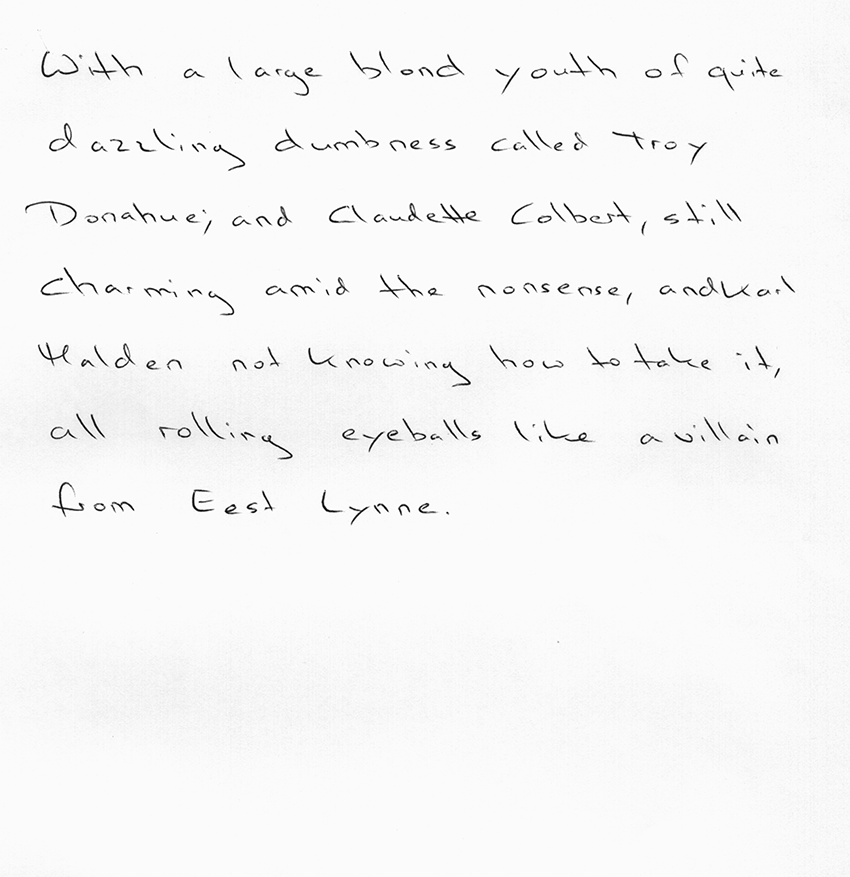 With a large blond youth of quite
dazzling dumbness called Troy
Donahue; and Claudette Colbert, still
charming amid the nonsense, and Karl
Malden not knowing how to take it,
all rolling eyeballs like a villain
from Eest Lynne.